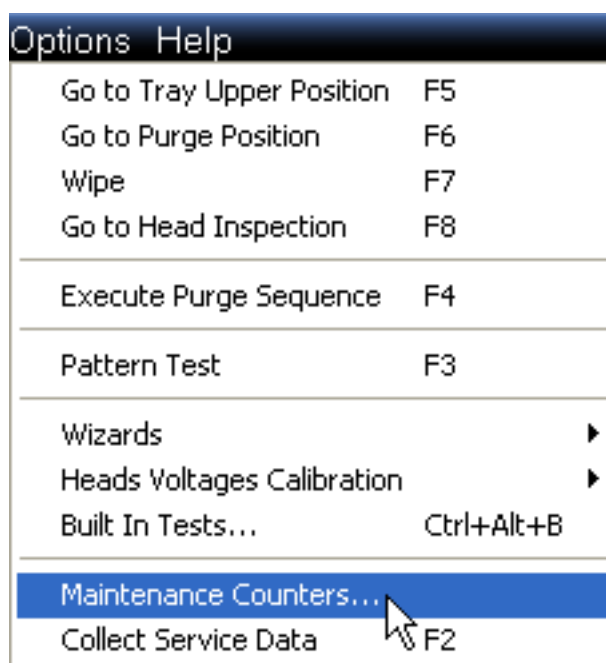 Options Help
Go to Tray Upper Position F5
Go to Purge Position F6
Wipe F7
Go to Head Inspection F8
Execute Purge Sequence F4
Pattern Test F3
Wizards
Heads Voltages Calibration
Built In Tests... Ctrl+Alt+B
Maintenance Counters...
Collect Service Data F2